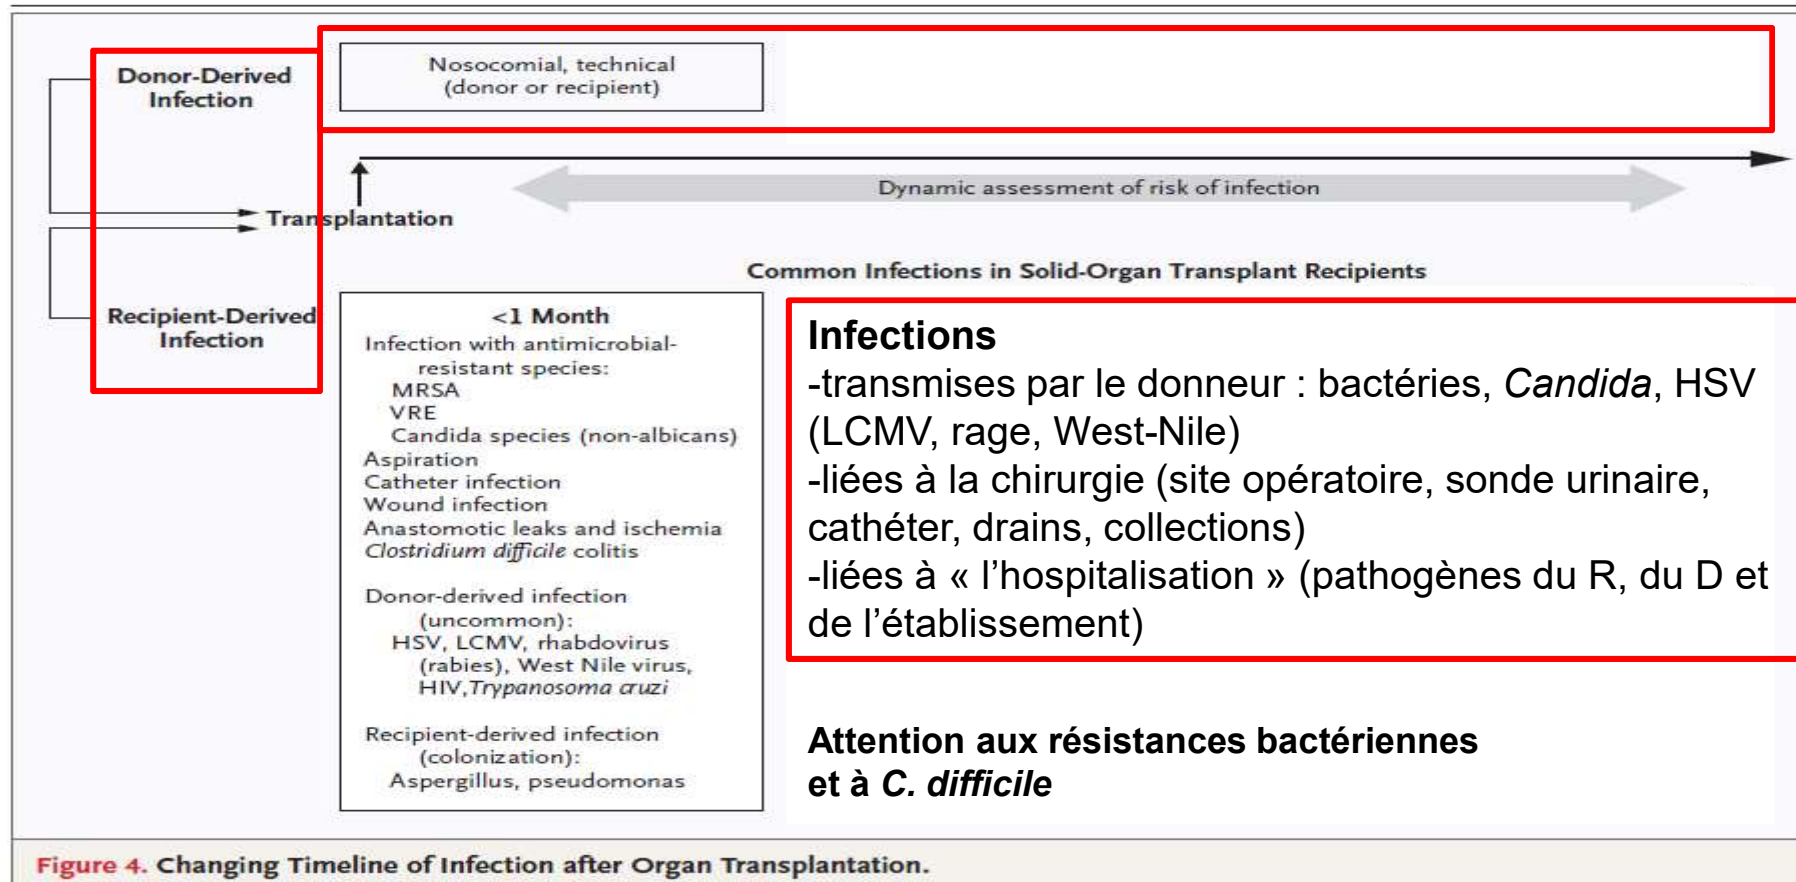 Donor-Derived
Infection
Nosocomial, technical
(donor or recipient)
Dynamic assessment of risk of infection
Transplantation
Common Infections in Solid-Organ Transplant Recipients
Recipient-Derived
Infection
<1 Month
Infection with antimicrobial-
resistant species:
MRSA
VRE
Candida species (non-albicans)
Aspiration
Catheter infection
Wound infection
Anastomotic leaks and ischemia
Clostridium difficile colitis
Donor-derived infection
(uncommon):
HSV, LCMV, rhabdovirus
(rabies), West Nile virus,
HIV, Trypanosoma cruzi
Recipient-derived infection
(colonization):
Aspergillus, pseudomonas
Infections
-transmises par le donneur : bactéries, Candida, HSV
(LCMV, rage, West-Nile)
-liées à la chirurgie (site opératoire, sonde urinaire,
cathéter, drains, collections)
-liées à « l’hospitalisation » (pathogènes du R, du D et
de l’établissement)
Attention aux résistances bactériennes
et à C. difficile
Figure 4. Changing Timeline of Infection after Organ Transplantation.